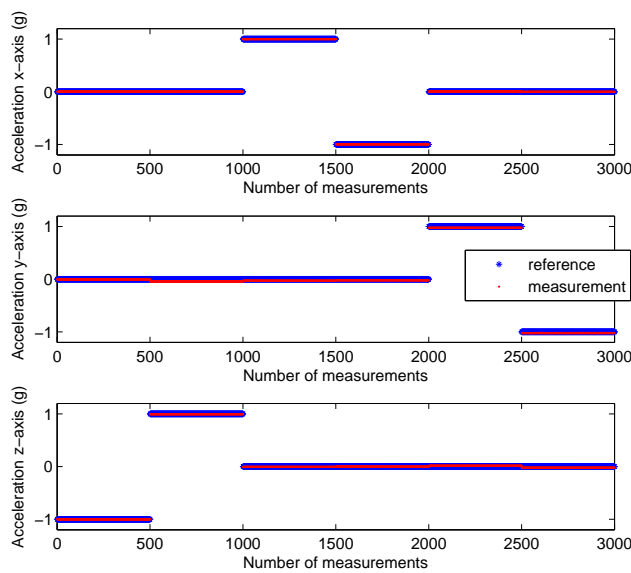 Acceleration x−axis (g)
1
0
−1
0 500 1000 1500 2000 2500 3000
Number of measurements
Acceleration y−axis (g)
1
0
−1
reference
measurement
0 500 1000 1500 2000 2500 3000
Number of measurements
Acceleration z−axis (g)
1
0
−1
0 500 1000 1500 2000 2500 3000
Number of measurements